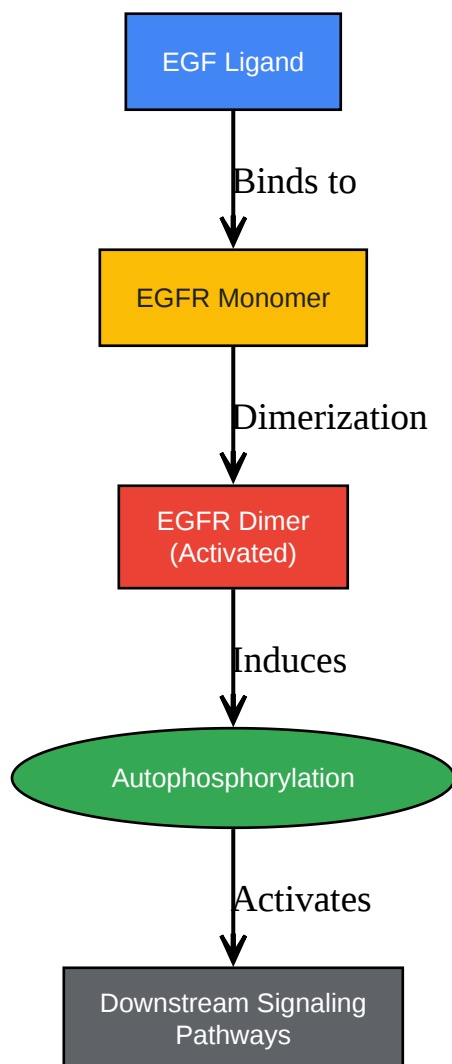 EGF Ligand
Binds to
EGFR Monomer
Dimerization
EGFR Dimer
(Activated)
Induces
Autophosphorylation
Activates
Downstream Signaling
Pathways